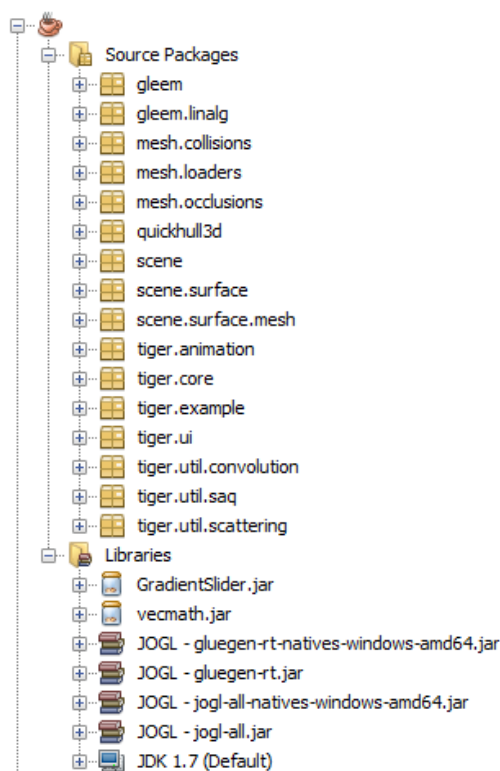 Source Packages
gleem
gleem.linalg
mesh.collisions
mesh.loaders
mesh.occlusions
quickhull3d
scene
scene.surface
scene.surface.mesh
tiger.animation
tiger.core
tiger.example
tiger.ui
tiger.util.convolution
tiger.util.saq
tiger.util.scattering
Libraries
GradientSlider.jar
vecmath.jar
JOGL - gluegen-rt-natives-windows-amd64.jar
JOGL - gluegen-rt.jar
JOGL - jogl-all-natives-windows-amd64.jar
JOGL - jogl-all.jar
JDK 1.7 (Default)